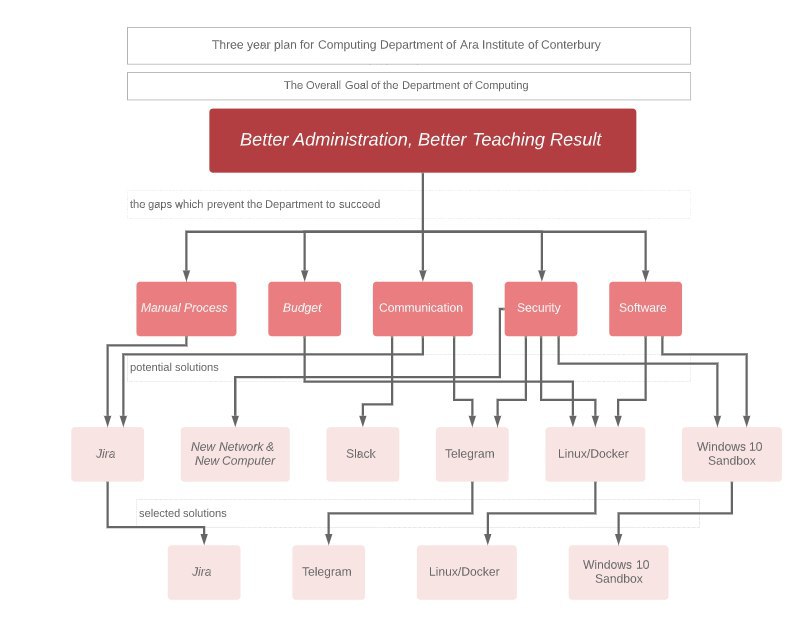 Three year plan for Computing Department of Ara Institute of Conterbury
The Overall Goal of the Department of Computing
Better Administration, Better Teaching Result
the gaps which prevent the Department to succeed
Manual Process
Budget
Communication
Security
Software
potential solutions
Jira
New Network &
New Computer
Slack
Telegram
Linux/Docker
Windows 10
Sandbox
selected solutions
Jira
Telegram
Linux/Docker
Windows 10
Sandbox